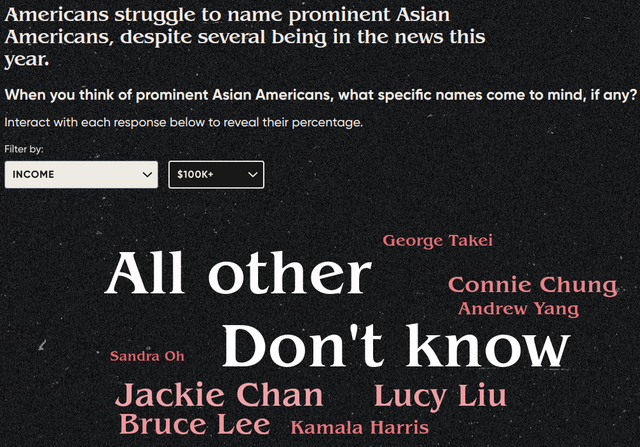 Americans struggle to name prominent Asian
Americans, despite several being in the news this
year.
When you think of prominent Asian Americans, what specific names come to mind, if any?
Interact with each response below to reveal their percentage.
Filter by:
INCOME $100K+
George Takei
All other
Connie Chung
Andrew Yang
Don't know
Sandra Oh
Jackie Chan Lucy Liu
Bruce Lee Kamala Harris